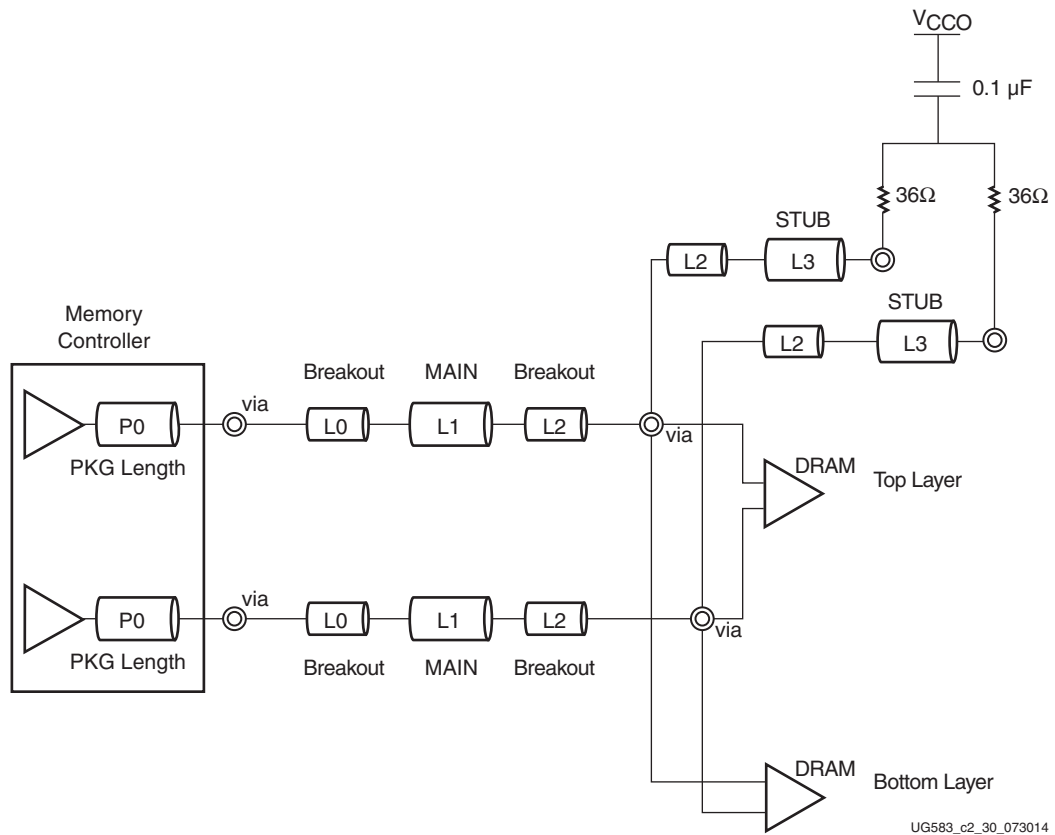 VCCO
0.1 µF
36Ω
36Ω
STUB
L2
L3
STUB
L2
L3
Memory
Controller
Breakout
MAIN
Breakout
P0
via
L0
L1
L2
via
PKG Length
DRAM
Top Layer
P0
via
L0
L1
L2
via
PKG Length
Breakout
MAIN
Breakout
DRAM
Bottom Layer
UG583_c2_30_073014